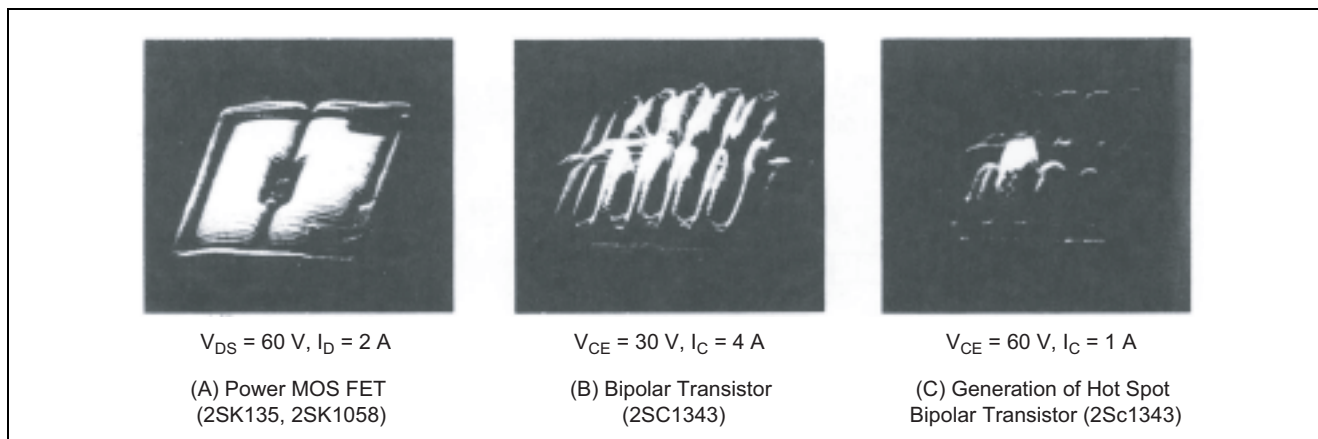 V_DS = 60 V, I_D = 2 A
(A) Power MOS FET
(2SK135, 2SK1058)
V_CE = 30 V, I_C = 4 A
(B) Bipolar Transistor
(2SC1343)
V_CE = 60 V, I_C = 1 A
(C) Generation of Hot Spot
Bipolar Transistor (2Sc1343)